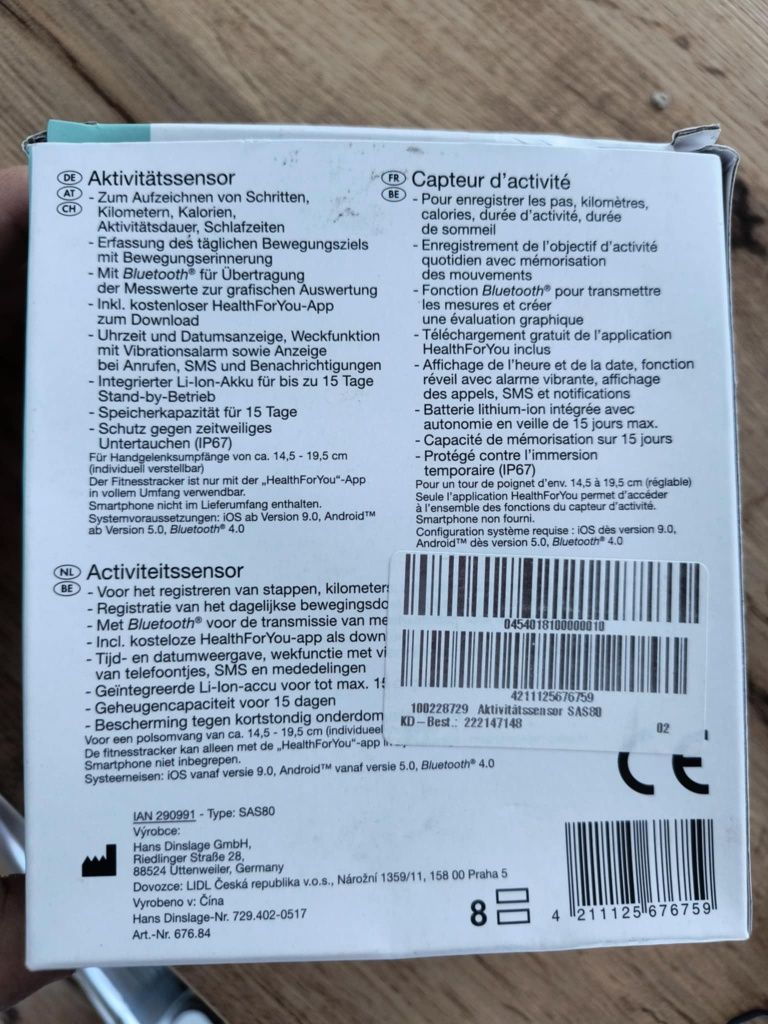 DE
AT
CH
Aktivitätssensor
- Zum Aufzeichnen von Schritten,
Kilometern, Kalorien,
Aktivitätsdauer, Schlafzeiten
- Erfassung des täglichen Bewegungsziels
mit Bewegungserinnerung
- Mit Bluetooth® für Übertragung
der Messwerte zur grafischen Auswertung
- Inkl. kostenloser HealthForYou-App
zum Download
- Uhrzeit und Datumsanzeige, Weckfunktion
mit Vibrationsalarm sowie Anzeige
bei Anrufen, SMS und Benachrichtigungen
- Integrierter Li-Ion-Akku für bis zu 15 Tage
Stand-by-Betrieb
- Speicherkapazität für 15 Tage
- Schutz gegen zeitweiliges
Untertauchen (IP67)
Für Handgelenksumpfänge von ca. 14,5 - 19,5 cm
(individuell verstellbar)
Der Fitnesstracker ist nur mit der „HealthForYou“-App
in vollem Umfang verwendbar.
Smartphone nicht im Lieferumfang enthalten.
Systemvoraussetzungen: iOS ab Version 9.0, Android™
ab Version 5.0, Bluetooth® 4.0
FR
BE
Capteur d'activité
- Pour enregistrer les pas, kilomètres,
calories, durée d'activité, durée
de sommeil
- Enregistrement de l'objectif d'activité
quotidien avec mémorisation
des mouvements
- Fonction Bluetooth® pour transmettre
les mesures et créer
une évaluation graphique
- Téléchargement gratuit de l'application
HealthForYou inclus
- Affichage de l'heure et de la date, fonction
réveil avec alarme vibrante, affichage
des appels, SMS et notifications
- Batterie lithium-ion intégrée avec
autonomie en veille de 15 jours max.
- Capacité de mémorisation sur 15 jours
- Protégé contre l'immersion
temporaire (IP67)
Pour un tour de poignet d'env. 14,5 à 19,5 cm (réglable)
Seule l'application HealthForYou permet d'accéder
à l'ensemble des fonctions du capteur d'activité.
Smartphone non fourni.
Configuration système requise : iOS dès version 9.0,
Android™ dès version 5.0, Bluetooth® 4.0
NL
BE
Activiteitssensor
- Voor het registreren van stappen, kilometer
- Registratie van het dagelijkse bewegingsdo
- Met Bluetooth® voor de transmissie van me
- Incl. kosteloze HealthForYou-app als down
- Tijd- en datumweergave, wekfunctie met vi
van telefoontjes, SMS en mededelingen
- Geïntegreerde Li-Ion-accu voor tot max. 15
- Geheugencapaciteit voor 15 dagen
- Bescherming tegen kortstondig onderdom
Voor een polsomvang van ca. 14,5 - 19,5 cm (individueel
De fitnesstracker kan alleen met de „HealthForYou“-app
Smartphone niet inbegrepen.
Systeemeisen: iOS vanaf versie 9.0, Android™ vanaf versie 5.0, Bluetooth® 4.0
0454018100000010
4211125676759
100228729 Aktivitätssensor SAS80
KD-Best.: 222147148
02
CE
IAN 290991 - Type: SAS80
Výrobce:
Hans Dinslage GmbH,
Riedlinger Straße 28,
88524 Uttenweiler, Germany
Dovozce: LIDL Česká republika v.o.s., Nárožní 1359/11, 158 00 Praha 5
Vyrobeno v: Čína
Hans Dinslage-Nr. 729.402-0517
Art.-Nr. 676.84
8
4 211125 676759